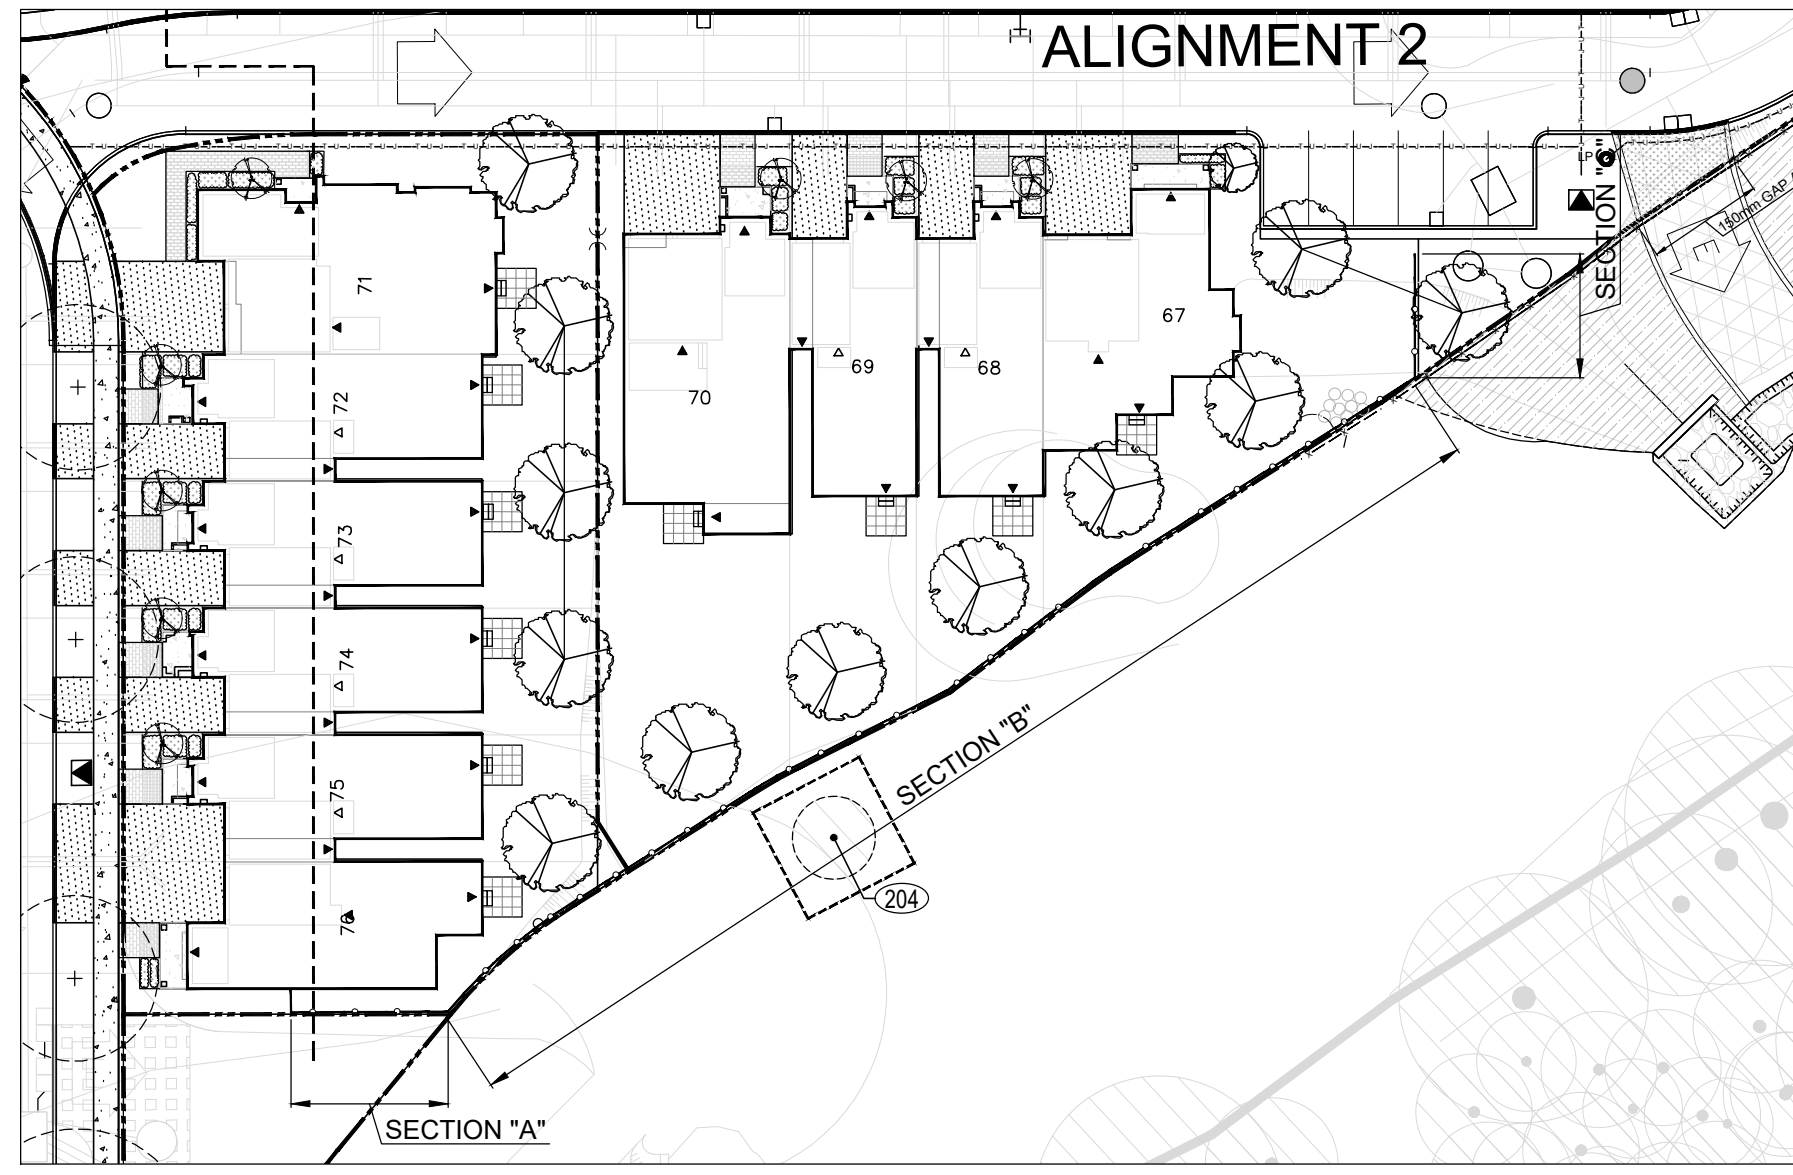 ALIGNMENT 2
LP
SECTION "C"
150mm GAP
E
71
67
69
68
70
72
73
74
75
76
SECTION "B"
204
SECTION "A"